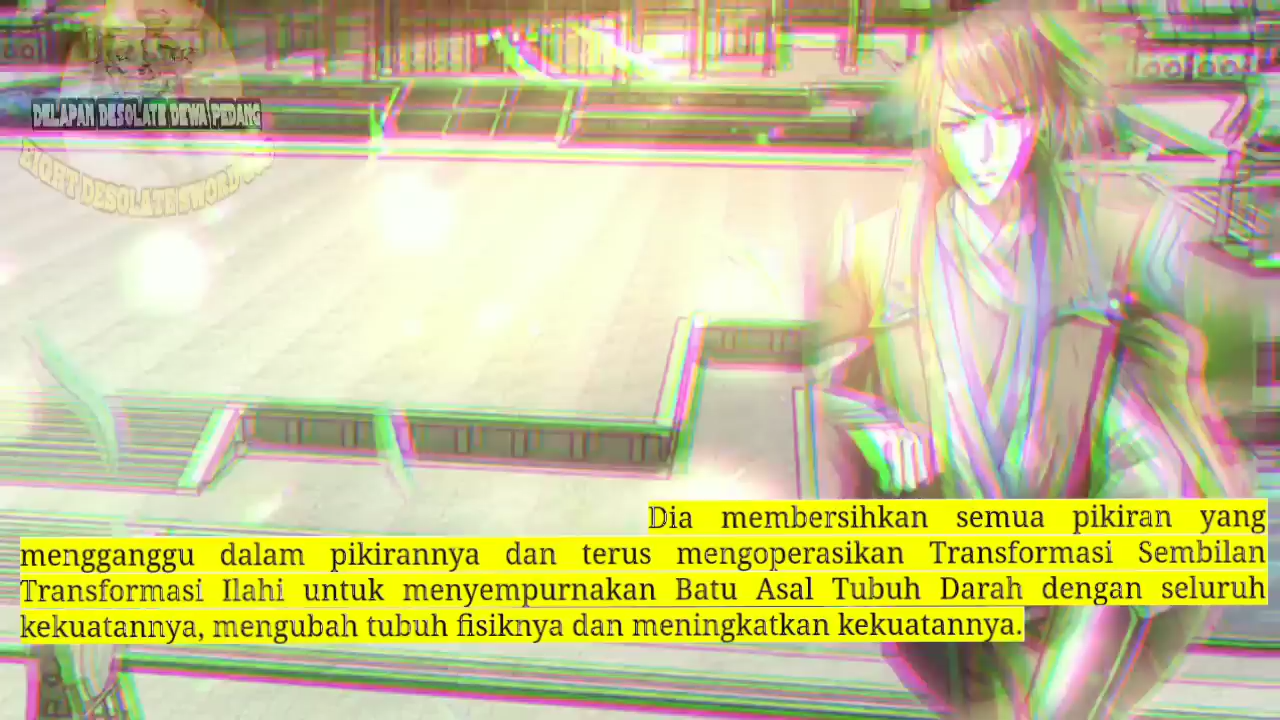 DELAPAN DESOLATE DEWA PEDANG
EIGHT DESOLATE SWORD
Dia membersihkan semua pikiran yang
mengganggu dalam pikirannya dan terus mengoperasikan Transformasi Sembilan
Transformasi Ilahi untuk menyempurnakan Batu Asal Tubuh Darah dengan seluruh
kekuatannya, mengubah tubuh fisiknya dan meningkatkan kekuatannya.